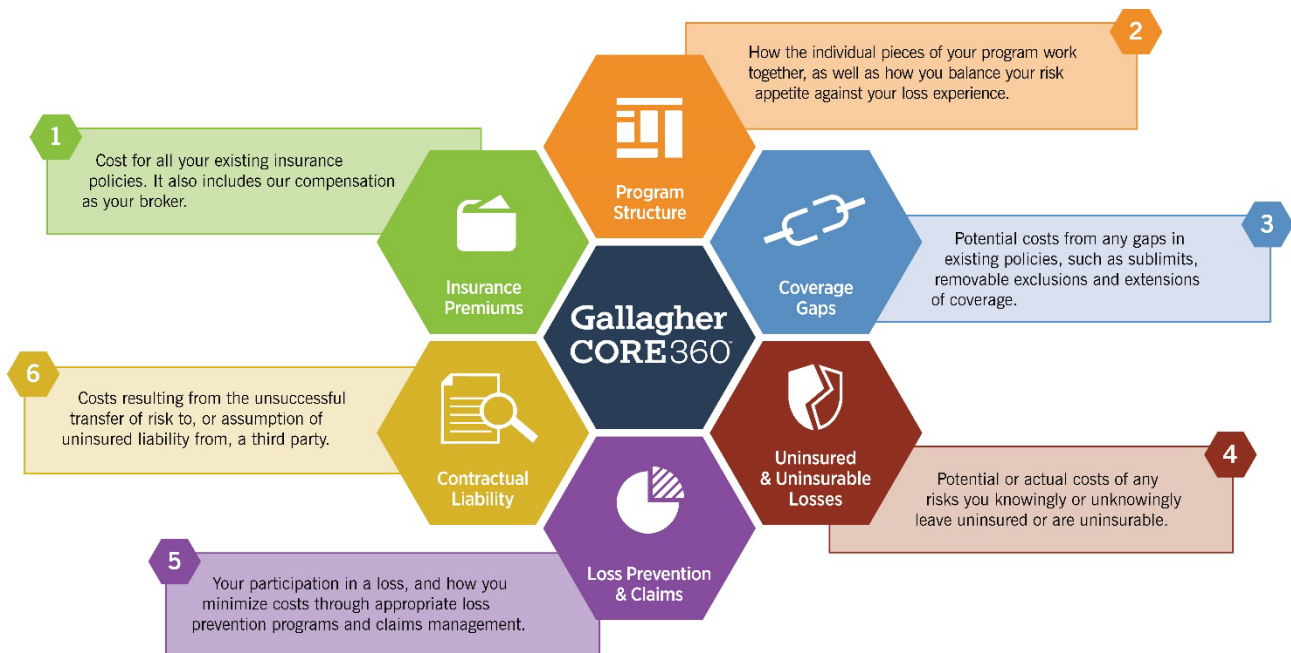 1
Cost for all your existing insurance
policies. It also includes our compensation
as your broker.
Insurance
Premiums
2
How the individual pieces of your program work
together, as well as how you balance your risk
appetite against your loss experience.
Program
Structure
3
Potential costs from any gaps in
existing policies, such as sublimits,
removable exclusions and extensions
of coverage.
Coverage
Gaps
Gallagher
CORE360
4
Potential or actual costs of any
risks you knowingly or unknowingly
leave uninsured or are uninsurable.
Uninsured
& Uninsurable
Losses
5
Your participation in a loss, and how you
minimize costs through appropriate loss
prevention programs and claims management.
Loss Prevention
& Claims
6
Costs resulting from the unsuccessful
transfer of risk to, or assumption of
uninsured liability from, a third party.
Contractual
Liability